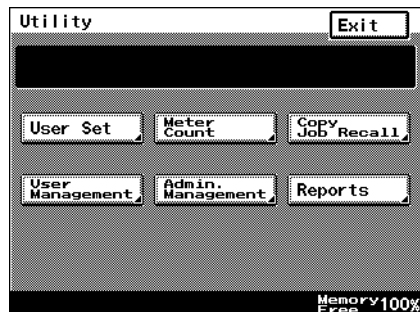 Utility
Exit
User Set
Meter
Count
Copy
Job Recall
User
Management
Admin.
Management
Reports
Memory 100%
Free